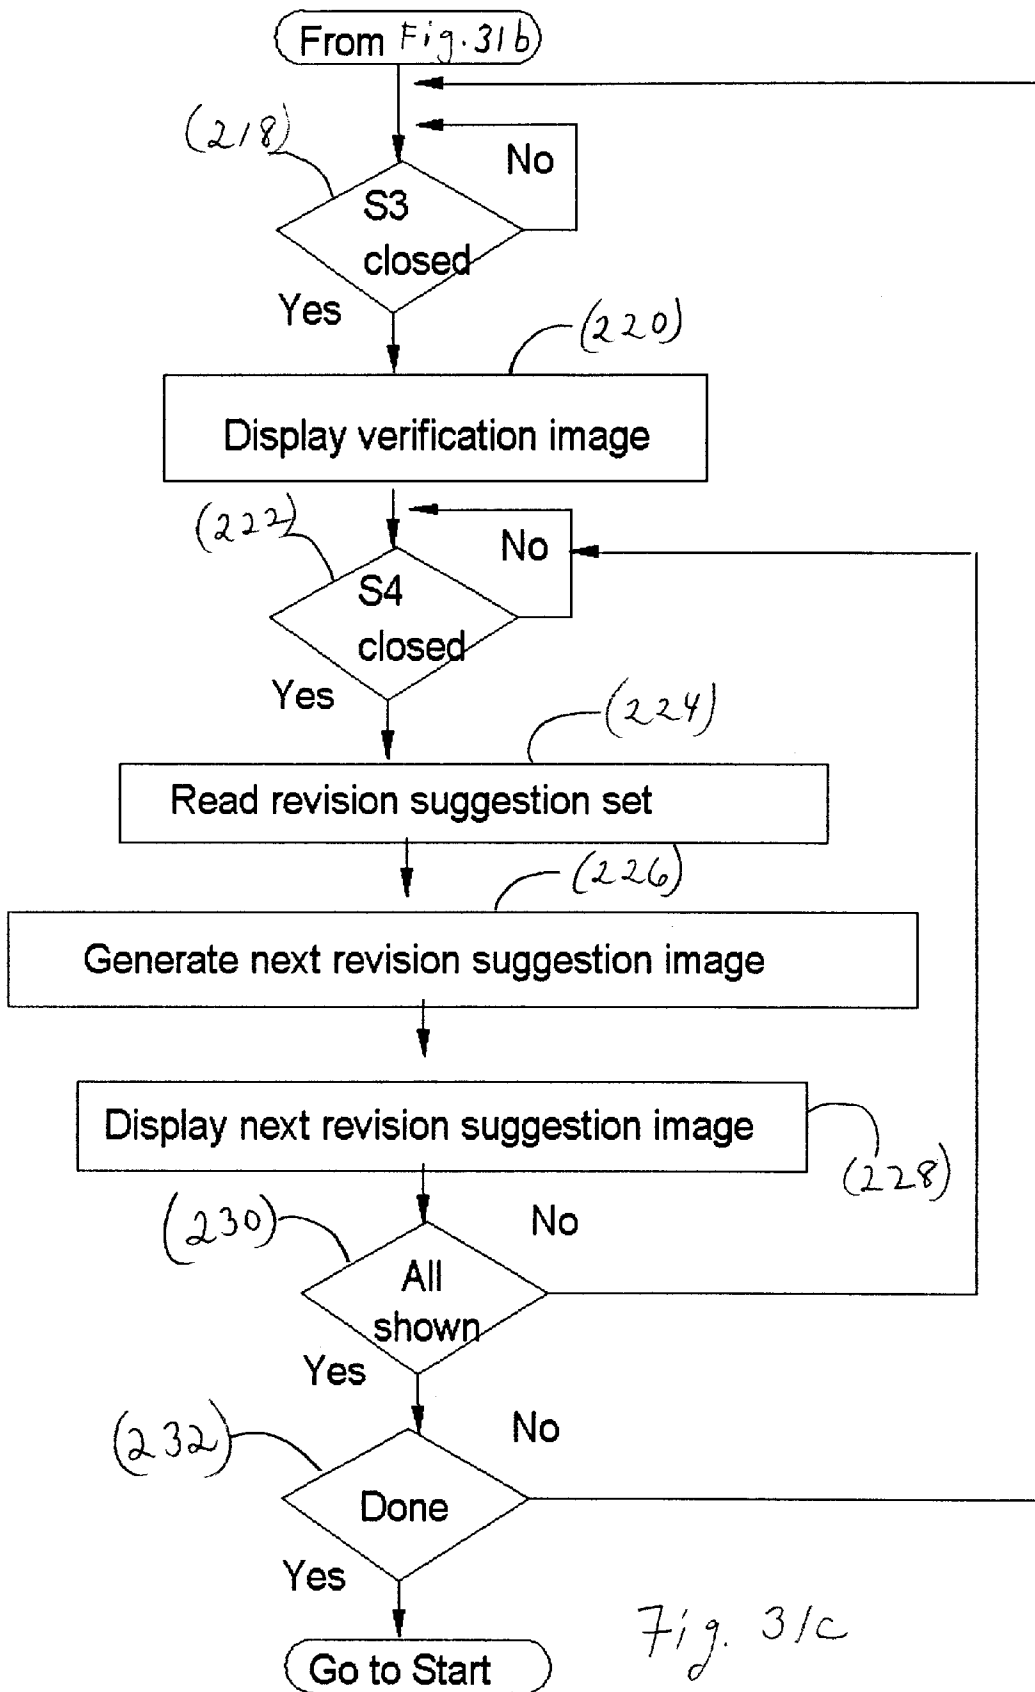 From Fig. 31b
(218)
No
S3
closed
Yes
(220)
Display verification image
(222)
No
S4
closed
Yes
(224)
Read revision suggestion set
(226)
Generate next revision suggestion image
Display next revision suggestion image
(228)
(230)
No
All
shown
Yes
(232)
No
Done
Yes
Fig. 31c
Go to Start